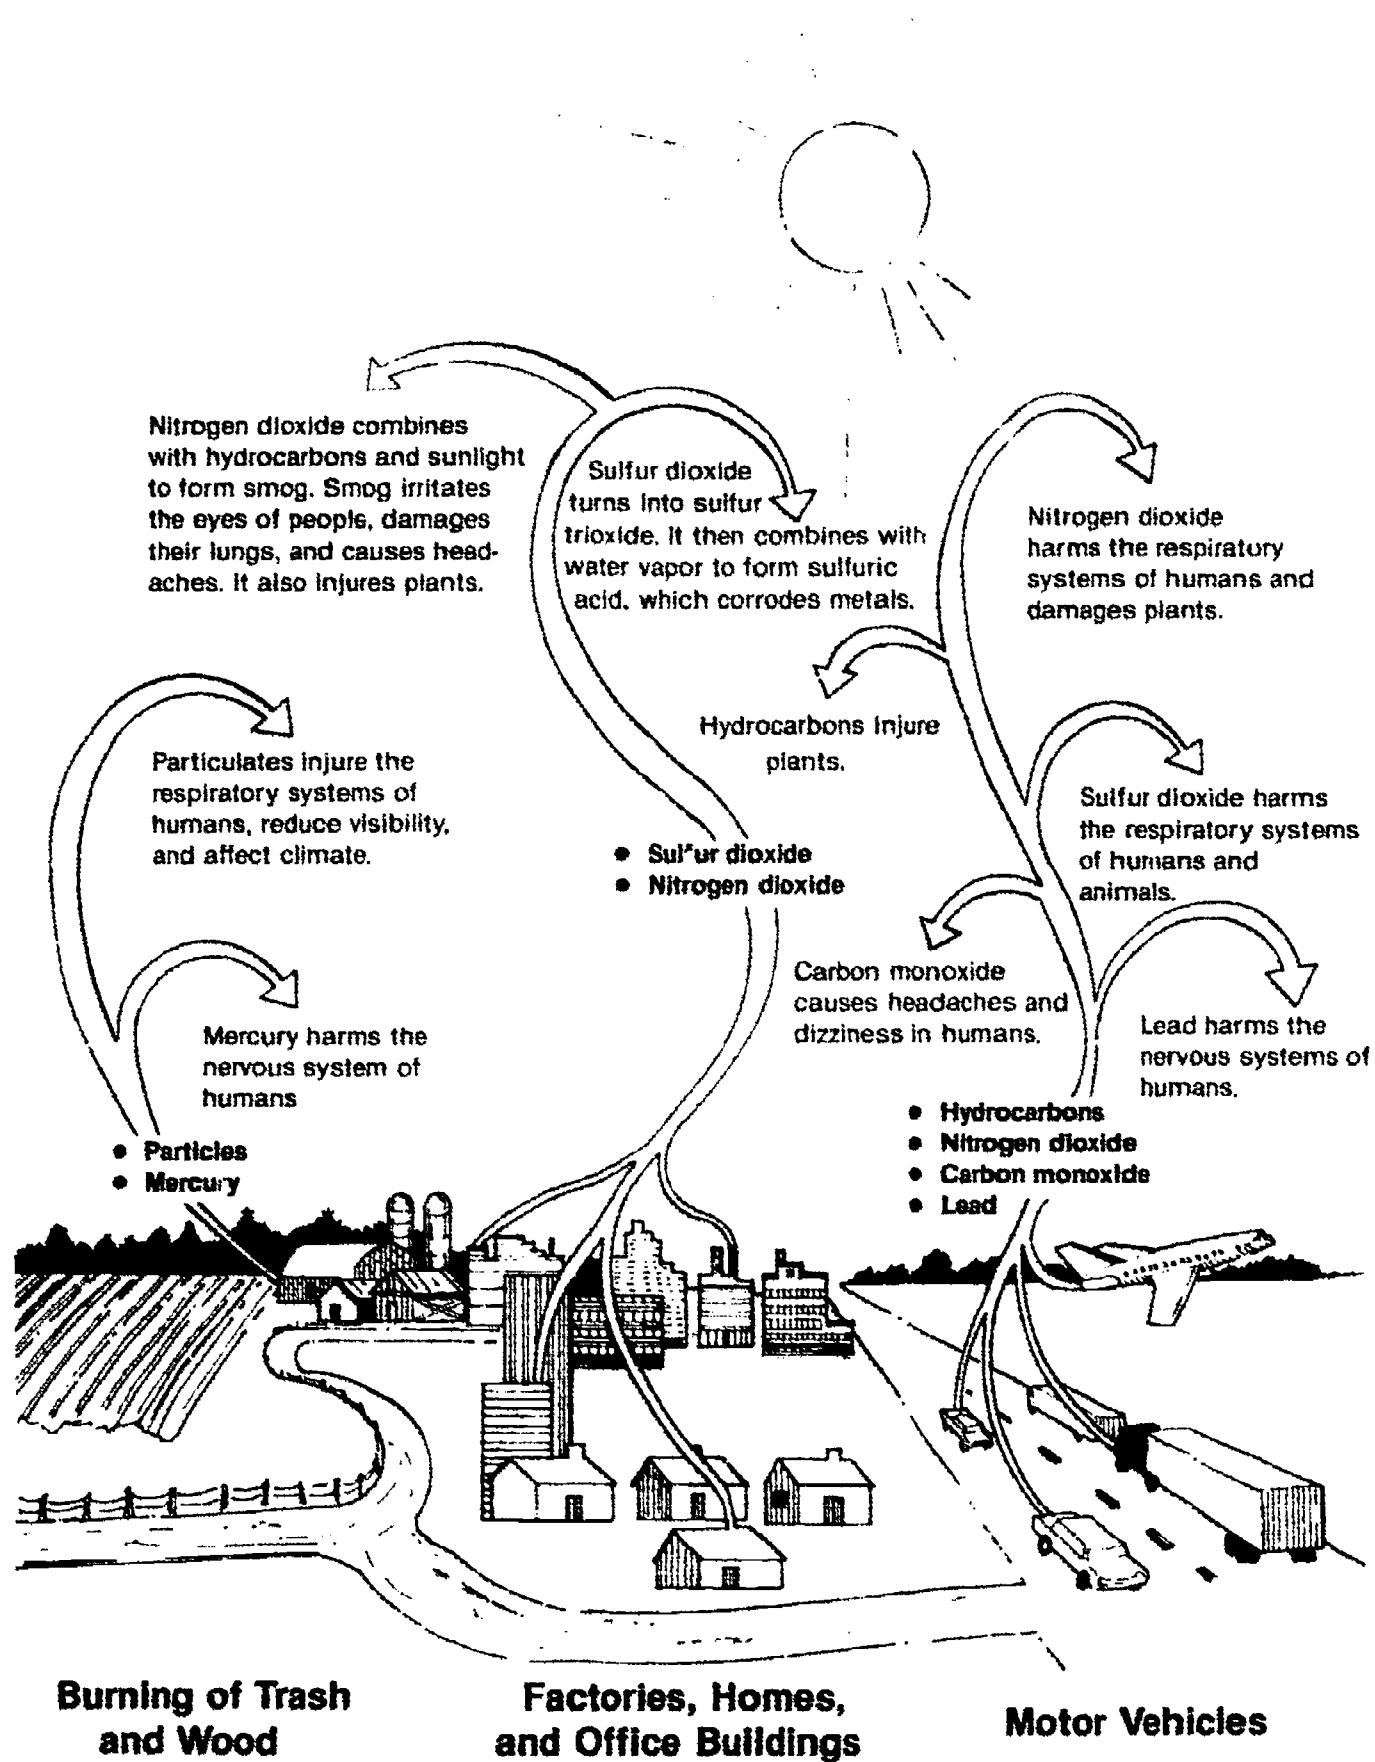 Nitrogen dioxide combines
with hydrocarbons and sunlight
to form smog. Smog irritates
the eyes of people, damages
their lungs, and causes head-
aches. It also injures plants.
Sulfur dioxide
turns into sulfur
trioxide. It then combines with
water vapor to form sulfuric
acid, which corrodes metals.
Nitrogen dioxide
harms the respiratory
systems of humans and
damages plants.
Hydrocarbons injure
plants.
Particulates injure the
respiratory systems of
humans, reduce visibility,
and affect climate.
Sulfur dioxide harms
the respiratory systems
of humans and
animals.
• Sulfur dioxide
• Nitrogen dioxide
Carbon monoxide
causes headaches and
dizziness in humans.
Lead harms the
nervous systems of
humans.
Mercury harms the
nervous system of
humans
• Particles
• Mercury
• Hydrocarbons
• Nitrogen dioxide
• Carbon monoxide
• Lead
Burning of Trash
and Wood
Factories, Homes,
and Office Buildings
Motor Vehicles